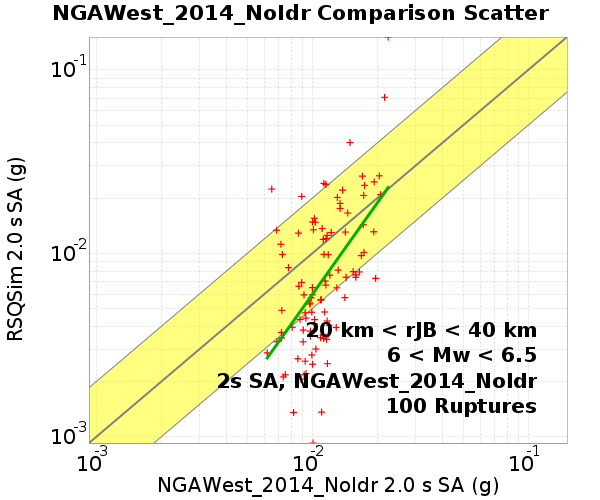 NGAWest_2014_NoIdr Comparison Scatter
RSQSim 2.0 s SA (g)
10-1
10-2
10-3
20 km < rJB < 40 km
6 < Mw < 6.5
2s SA, NGAWest_2014_NoIdr
100 Ruptures
10-3 10-2 10-1
NGAWest_2014_NoIdr 2.0 s SA (g)